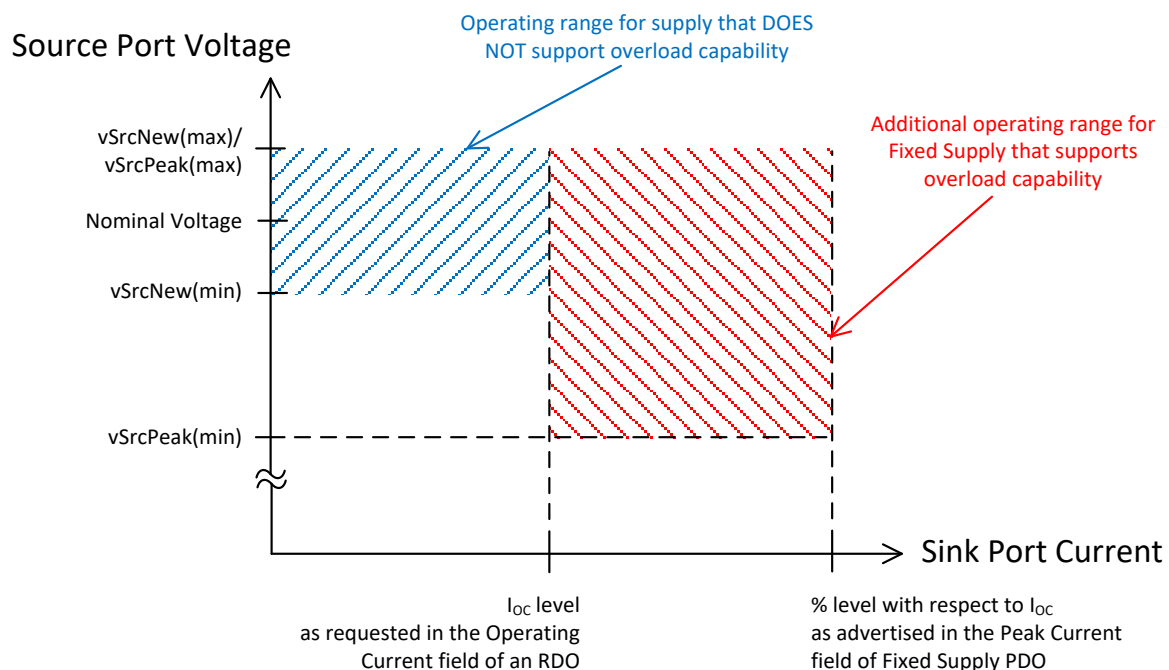 Operating range for supply that DOES
NOT support overload capability
Source Port Voltage
vSrcNew(max)/
vSrcPeak(max)
Additional operating range for
Fixed Supply that supports
overload capability
Nominal Voltage
vSrcNew(min)
vSrcPeak(min)
Sink Port Current
IOC level
as requested in the Operating
Current field of an RDO
% level with respect to IOC
as advertised in the Peak Current
field of Fixed Supply PDO